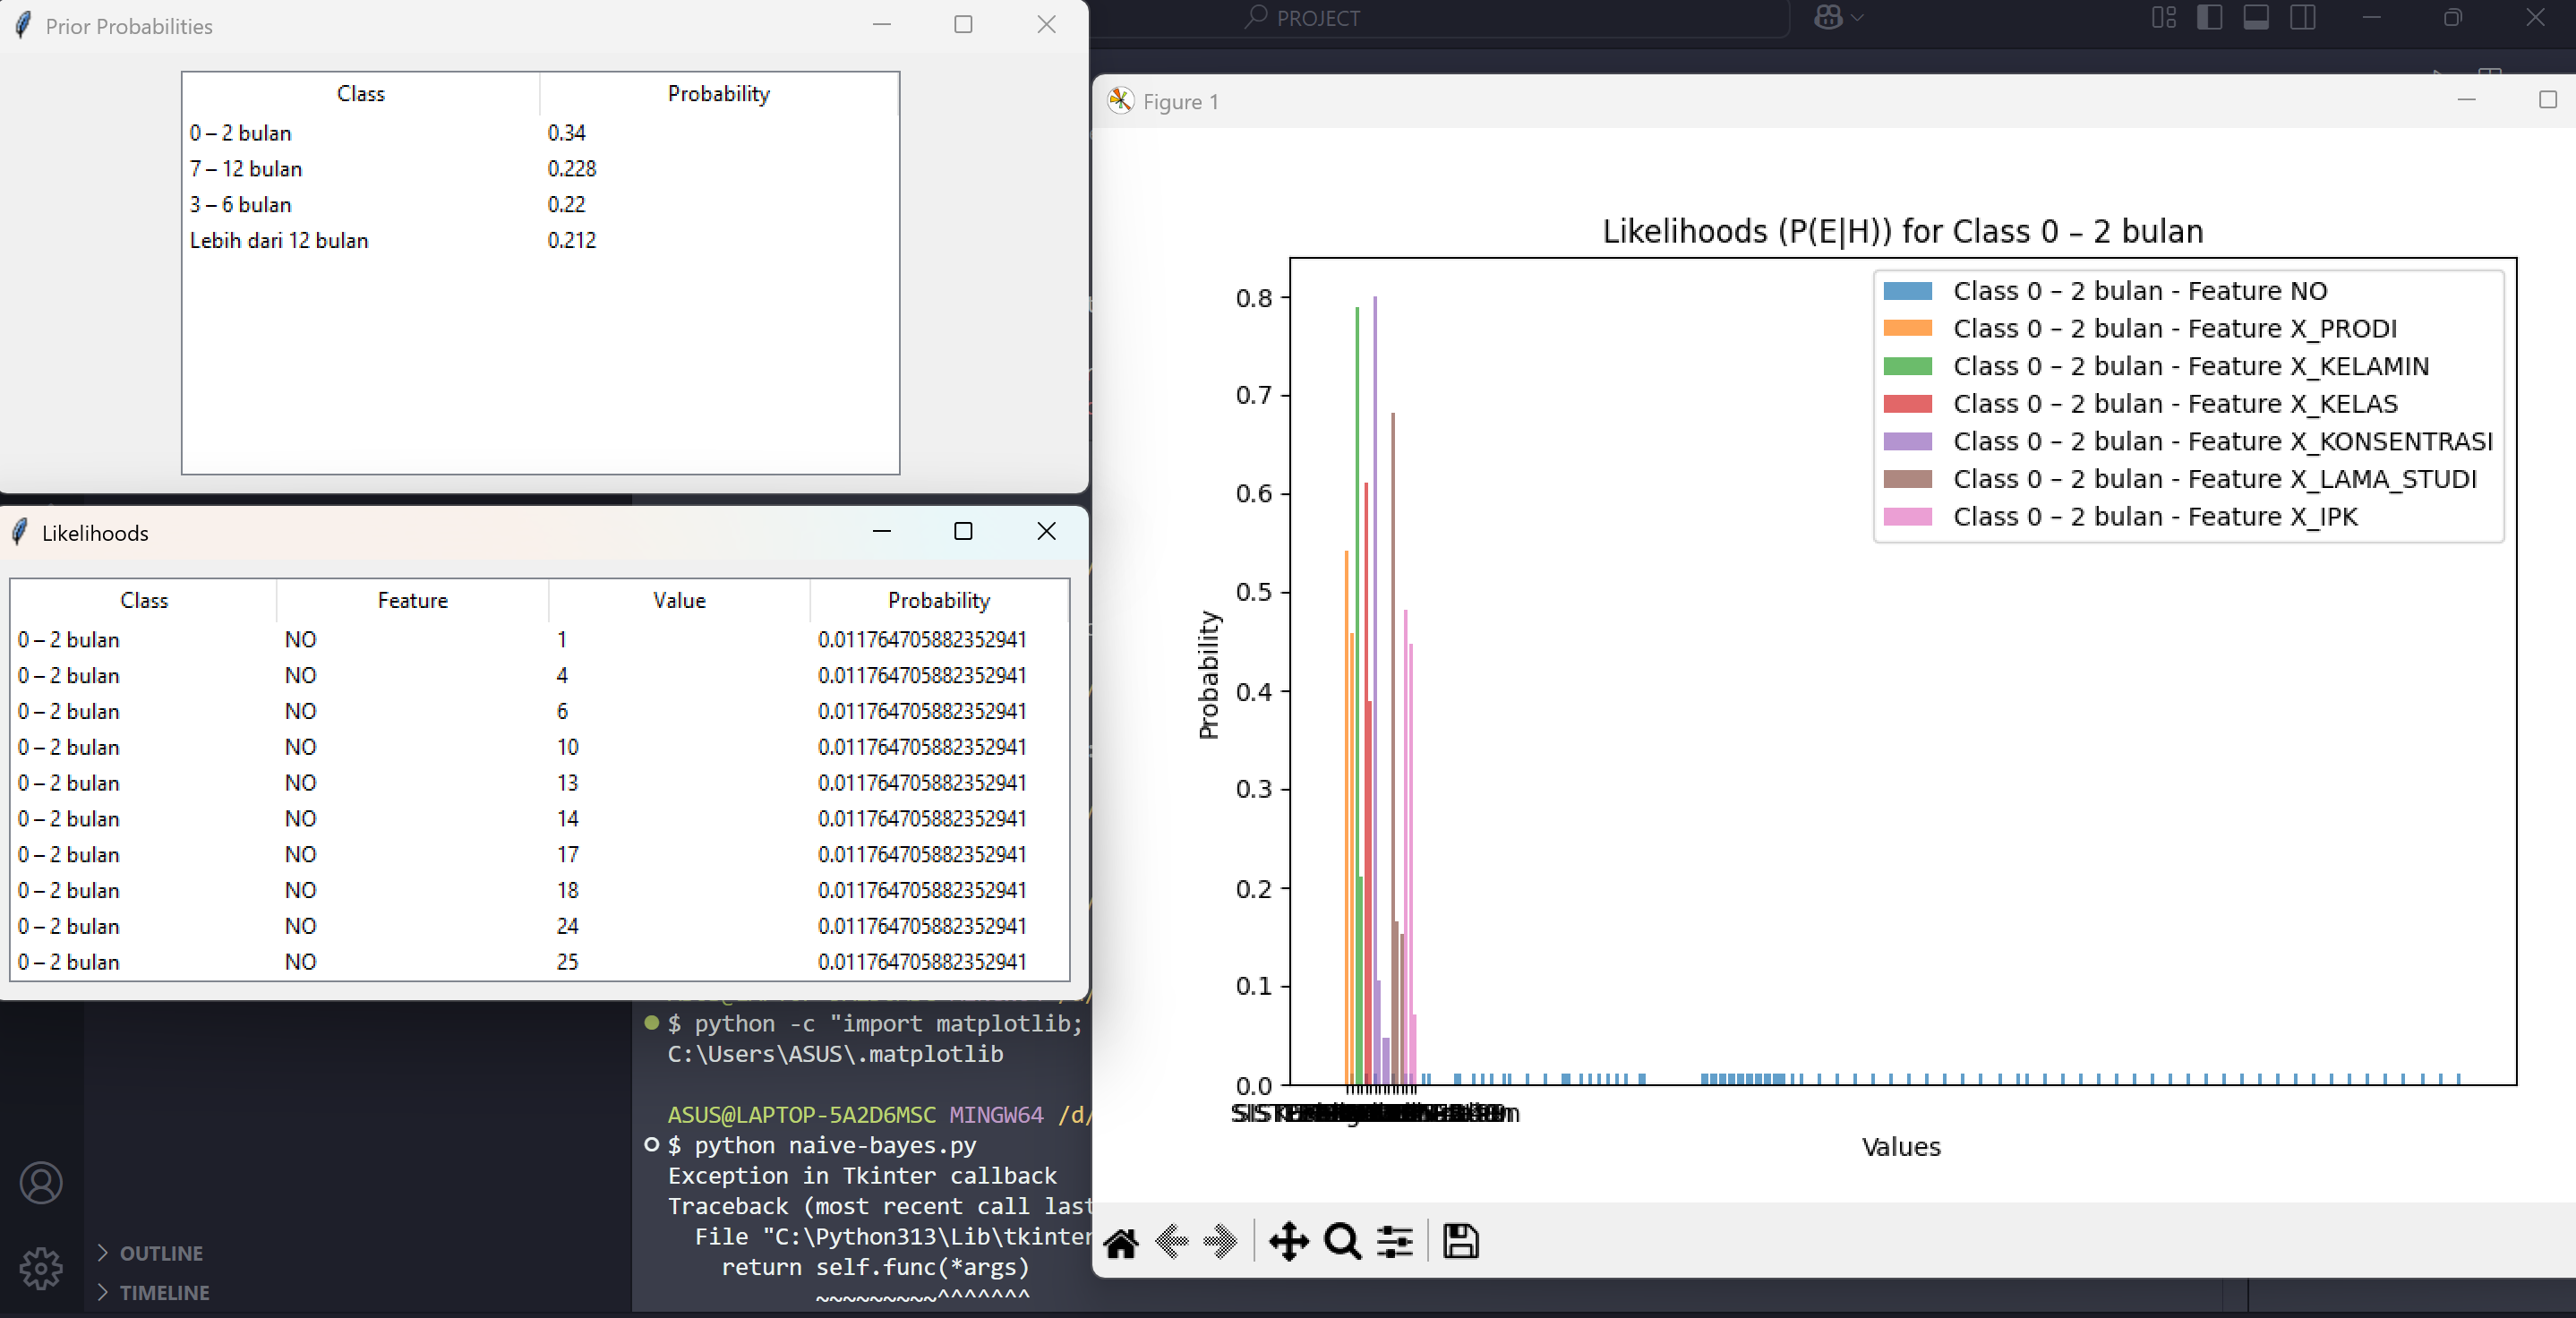 Prior Probabilities
Class Probability
0 – 2 bulan 0.34
7 – 12 bulan 0.228
3 – 6 bulan 0.22
Lebih dari 12 bulan 0.212
Likelihoods
Class Feature Value Probability
0 – 2 bulan NO 1 0.011764705882352941
0 – 2 bulan NO 4 0.011764705882352941
0 – 2 bulan NO 6 0.011764705882352941
0 – 2 bulan NO 10 0.011764705882352941
0 – 2 bulan NO 13 0.011764705882352941
0 – 2 bulan NO 14 0.011764705882352941
0 – 2 bulan NO 17 0.011764705882352941
0 – 2 bulan NO 18 0.011764705882352941
0 – 2 bulan NO 24 0.011764705882352941
0 – 2 bulan NO 25 0.011764705882352941
$ python -c "import matplotlib;
C:\Users\ASUS\.matplotlib
ASUS@LAPTOP-5A2D6MSC MINGW64 /d/
$ python naive-bayes.py
Exception in Tkinter callback
Traceback (most recent call last
File "C:\Python313\Lib\tkinter
return self.func(*args)
~~~~~~~~~^^^^^^^
OUTLINE
TIMELINE
PROJECT
Figure 1
Likelihoods (P(E|H)) for Class 0 – 2 bulan
Class 0 – 2 bulan - Feature NO
Class 0 – 2 bulan - Feature X_PRODI
Class 0 – 2 bulan - Feature X_KELAMIN
Class 0 – 2 bulan - Feature X_KELAS
Class 0 – 2 bulan - Feature X_KONSENTRASI
Class 0 – 2 bulan - Feature X_LAMA_STUDI
Class 0 – 2 bulan - Feature X_IPK
0.8
0.7
0.6
0.5
0.4
0.3
0.2
0.1
0.0
Probability
Values